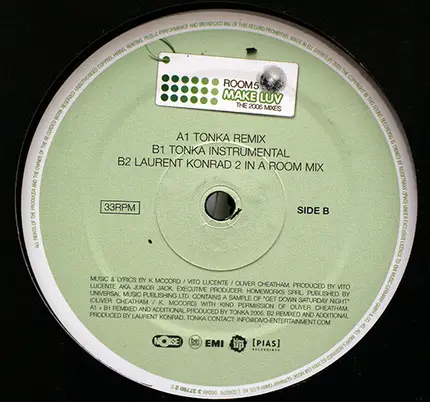 ROOM 5
MAKE LUV
THE 2005 MIXES
A1 TONKA REMIX
B1 TONKA INSTRUMENTAL
B2 LAURENT KONRAD 2 IN A ROOM MIX
33RPM
SIDE B
MUSIC & LYRICS BY K MCCORD / VITO LUCENTE / OLIVER CHEATHAM. PRODUCED BY VITO
LUCENTE, AKA JUNIOR JACK. EXECUTIVE PRODUCER: HOMEWORKS SPRL. PUBLISHED BY
UNIVERSAL MUSIC PUBLISHING LTD. CONTAINS A SAMPLE OF "GET DOWN SATURDAY NIGHT"
(OLIVER CHEATHAM / K. MCCORD) WITH KIND PERMISSION OF OLIVER CHEATHAM.
A1 + B1 REMIXED AND ADDITIONAL PRODUCED BY TONKA 2005. B2 REMIXED AND ADDITIONAL
PRODUCED BY LAURENT KONRAD. TONKA CONTACT: INFO@DVO-ENTERTAINMENT.COM
NOISE
EMI
UP
[PIAS]
RECORDINGS